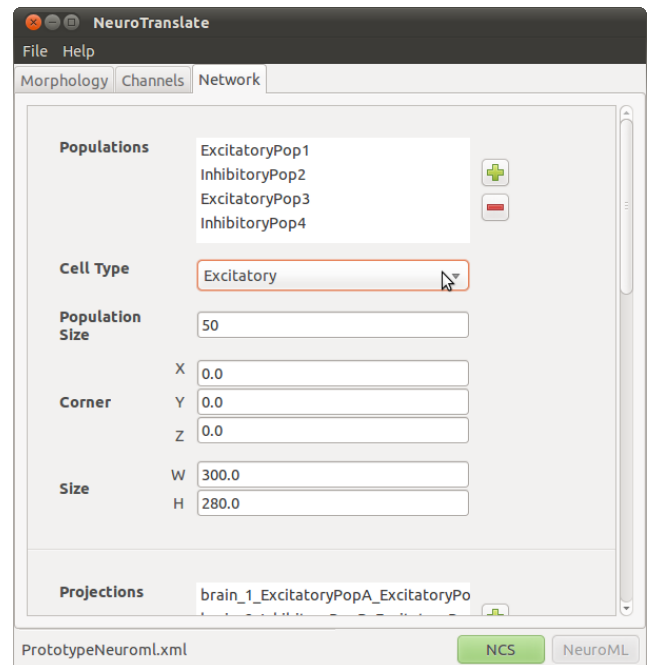 NeuroTranslate
File Help
Morphology Channels Network
Populations
ExcitatoryPop1
InhibitoryPop2
ExcitatoryPop3
InhibitoryPop4
Cell Type
Excitatory
Population
Size
50
X 0.0
Corner Y 0.0
Z 0.0
Size
W 300.0
H 280.0
Projections
brain_1_ExcitatoryPopA_ExcitatoryPo
PrototypeNeuroml.xml NCS NeuroML